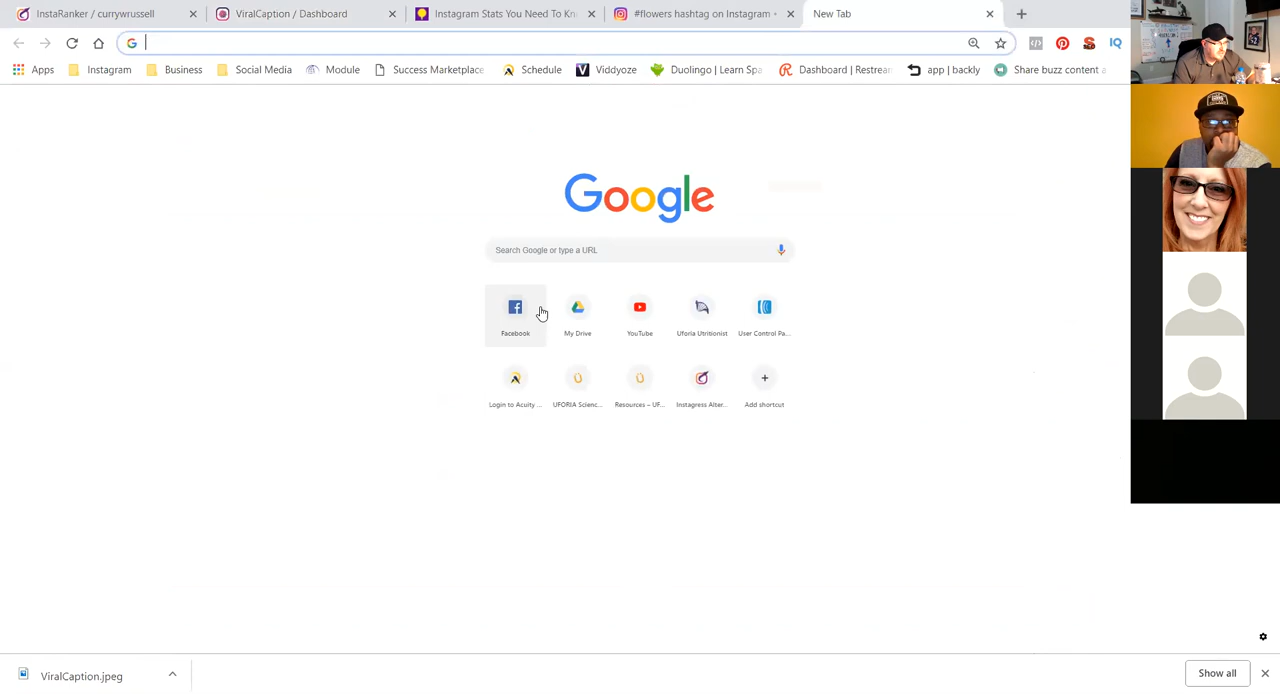 InstaRanker / currywrussell
ViralCaption / Dashboard
Instagram Stats You Need To Kn
#flowers hashtag on Instagram •
New Tab
IQ
Apps
Instagram
Business
Social Media
Module
Success Marketplace
Schedule
Viddyoze
Duolingo | Learn Spa
Dashboard | Restream
app | backly
Share buzz content a
Google
Search Google or type a URL
Facebook
My Drive
YouTube
Uforia Utritionist
User Control Pa...
Login to Acuity ...
UFORIA Scienc...
Resources – UF...
Instagress Alter...
Add shortcut
ViralCaption.jpeg
Show all